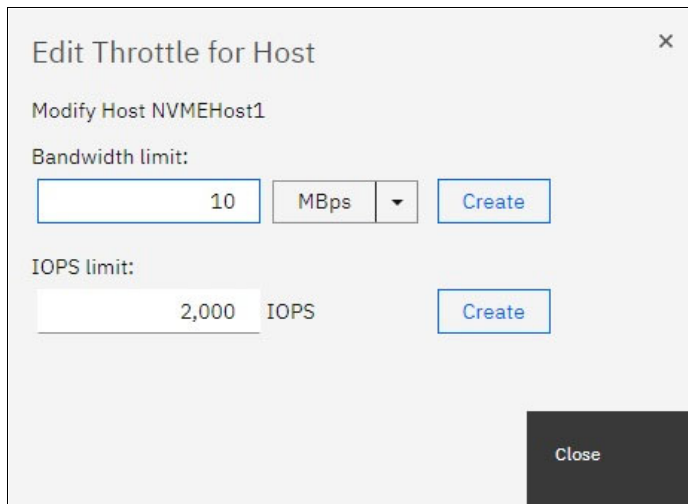 Edit Throttle for Host
Modify Host NVMEHost1
Bandwidth limit:
10 MBps Create
IOPS limit:
2,000 IOPS Create
Close